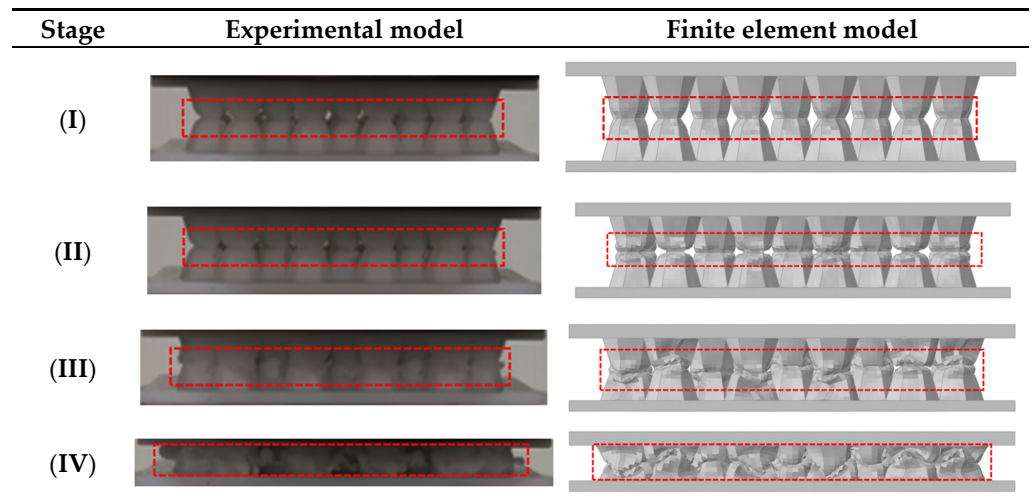 Stage Experimental model Finite element model
(I)
(II)
(III)
(IV)